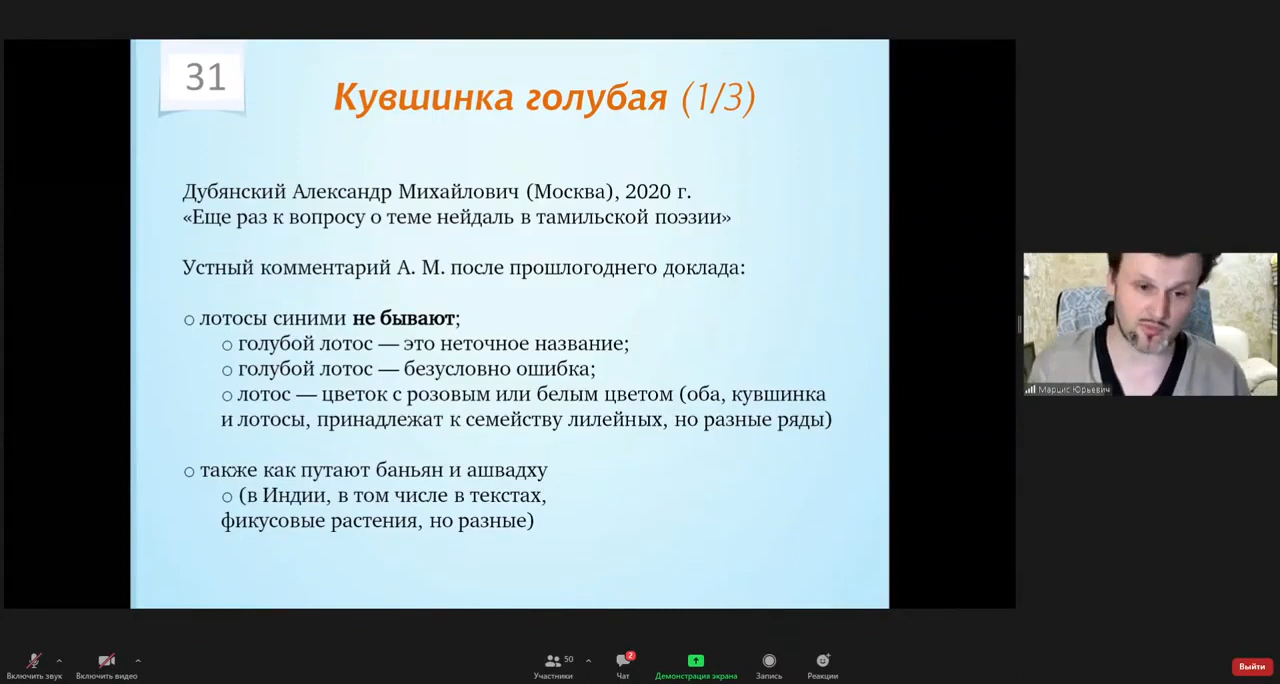 31
Кувшинка голубая (1/3)
Дубянский Александр Михайлович (Москва), 2020 г.
«Еще раз к вопросу о теме нейдаль в тамильской поэзии»
Устный комментарий А. М. после прошлогоднего доклада:
○ лотосы синими не бывают;
○ голубой лотос — это неточное название;
○ голубой лотос — безусловно ошибка;
○ лотос — цветок с розовым или белым цветом (оба, кувшинка
и лотосы, принадлежат к семейству лилейных, но разные ряды)
○ также как путают баньян и ашвадху
○ (в Индии, в том числе в текстах,
фикусовые растения, но разные)
Марцис Юрьевич
Включить звук
Включить видео
50
Участники
2
Чат
Демонстрация экрана
Запись
Реакции
Выйти